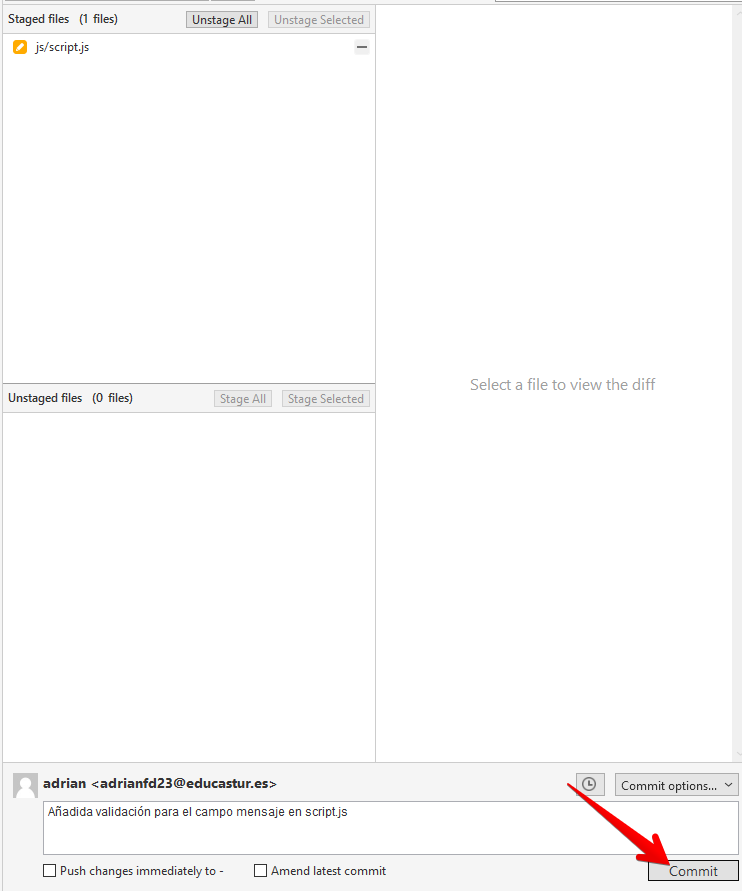 Staged files (1 files) Unstage All Unstage Selected
js/script.js
Select a file to view the diff
Unstaged files (0 files) Stage All Stage Selected
adrian <adrianfd23@educastur.es> Commit options...
Añadida validación para el campo mensaje en script.js
Push changes immediately to - Amend latest commit Commit